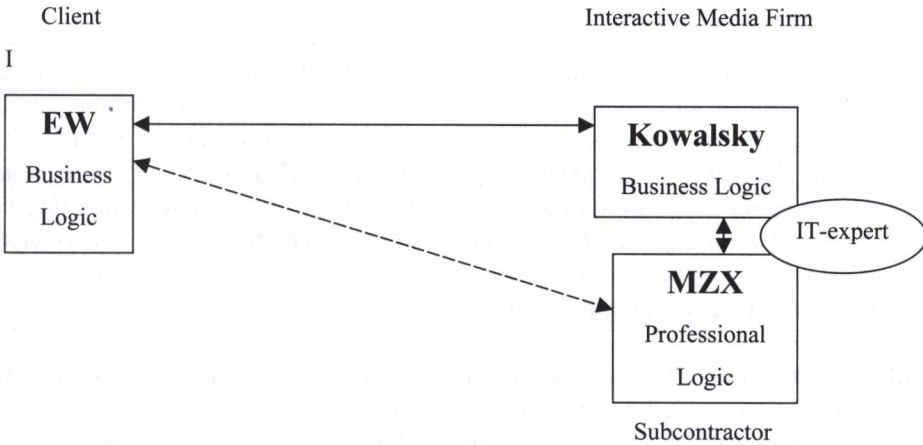 Client
Interactive Media Firm
I
EW
Business
Logic
Kowalsky
Business Logic
IT-expert
MZX
Professional
Logic
Subcontractor